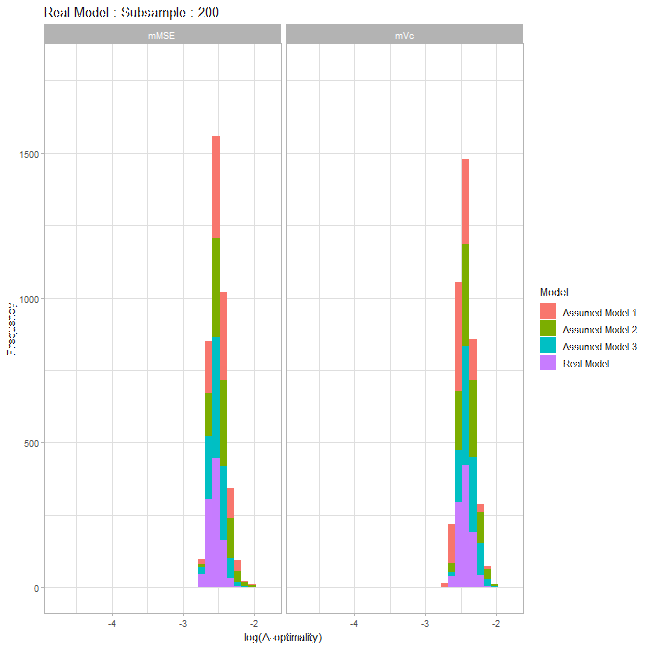 Real Model : Subsample : 200
mMSE
mVc
1500
1000
500
0
Frequency
-4
-3
-2
-4
-3
-2
log(A-optimality)
Model
Assumed Model 1
Assumed Model 2
Assumed Model 3
Real Model